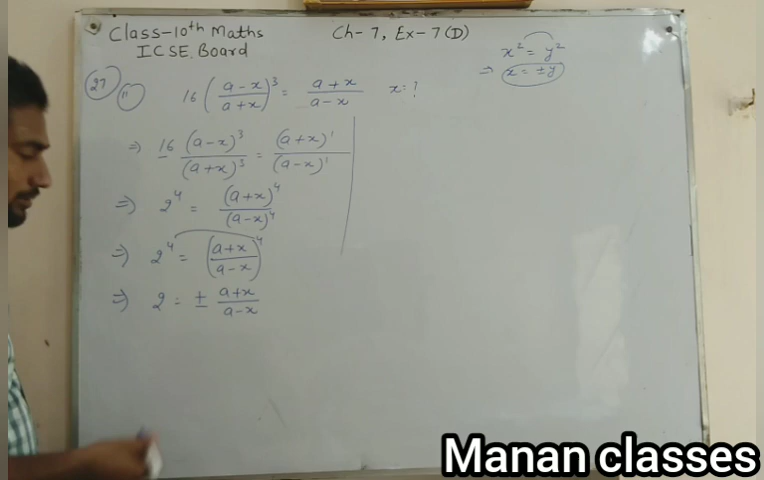 Class-10th Maths
ICSE Board
Ch-7, Ex-7(D)
x² = y²
⇒ x = ±y
27 (ii) 16 ( (a-x)/(a+x) )³ = (a+x)/(a-x) x=?
⇒ 16 (a-x)³/(a+x)³ = (a+x)¹/(a-x)¹
⇒ 2⁴ = (a+x)⁴/(a-x)⁴
⇒ 2⁴ = ( (a+x)/(a-x) )⁴
⇒ 2 = ± (a+x)/(a-x)
Manan classes